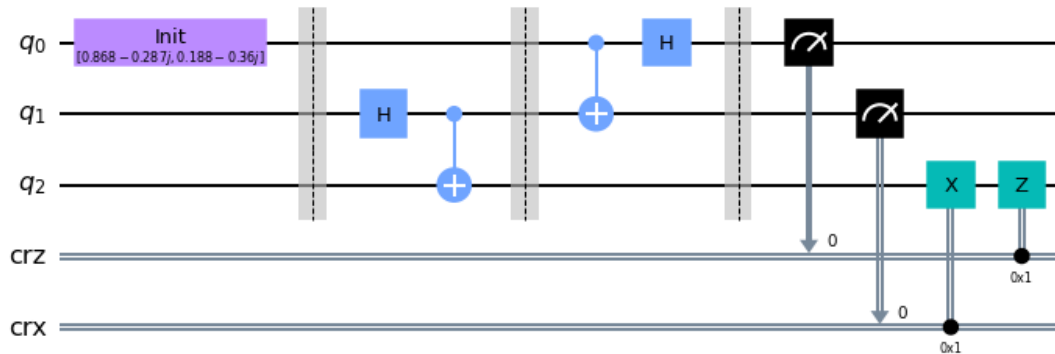 q0 Init H
[0.868 − 0.287j, 0.188 − 0.36j]
q1 H
q2 X Z
crz 0 0x1
crx 0 0x1